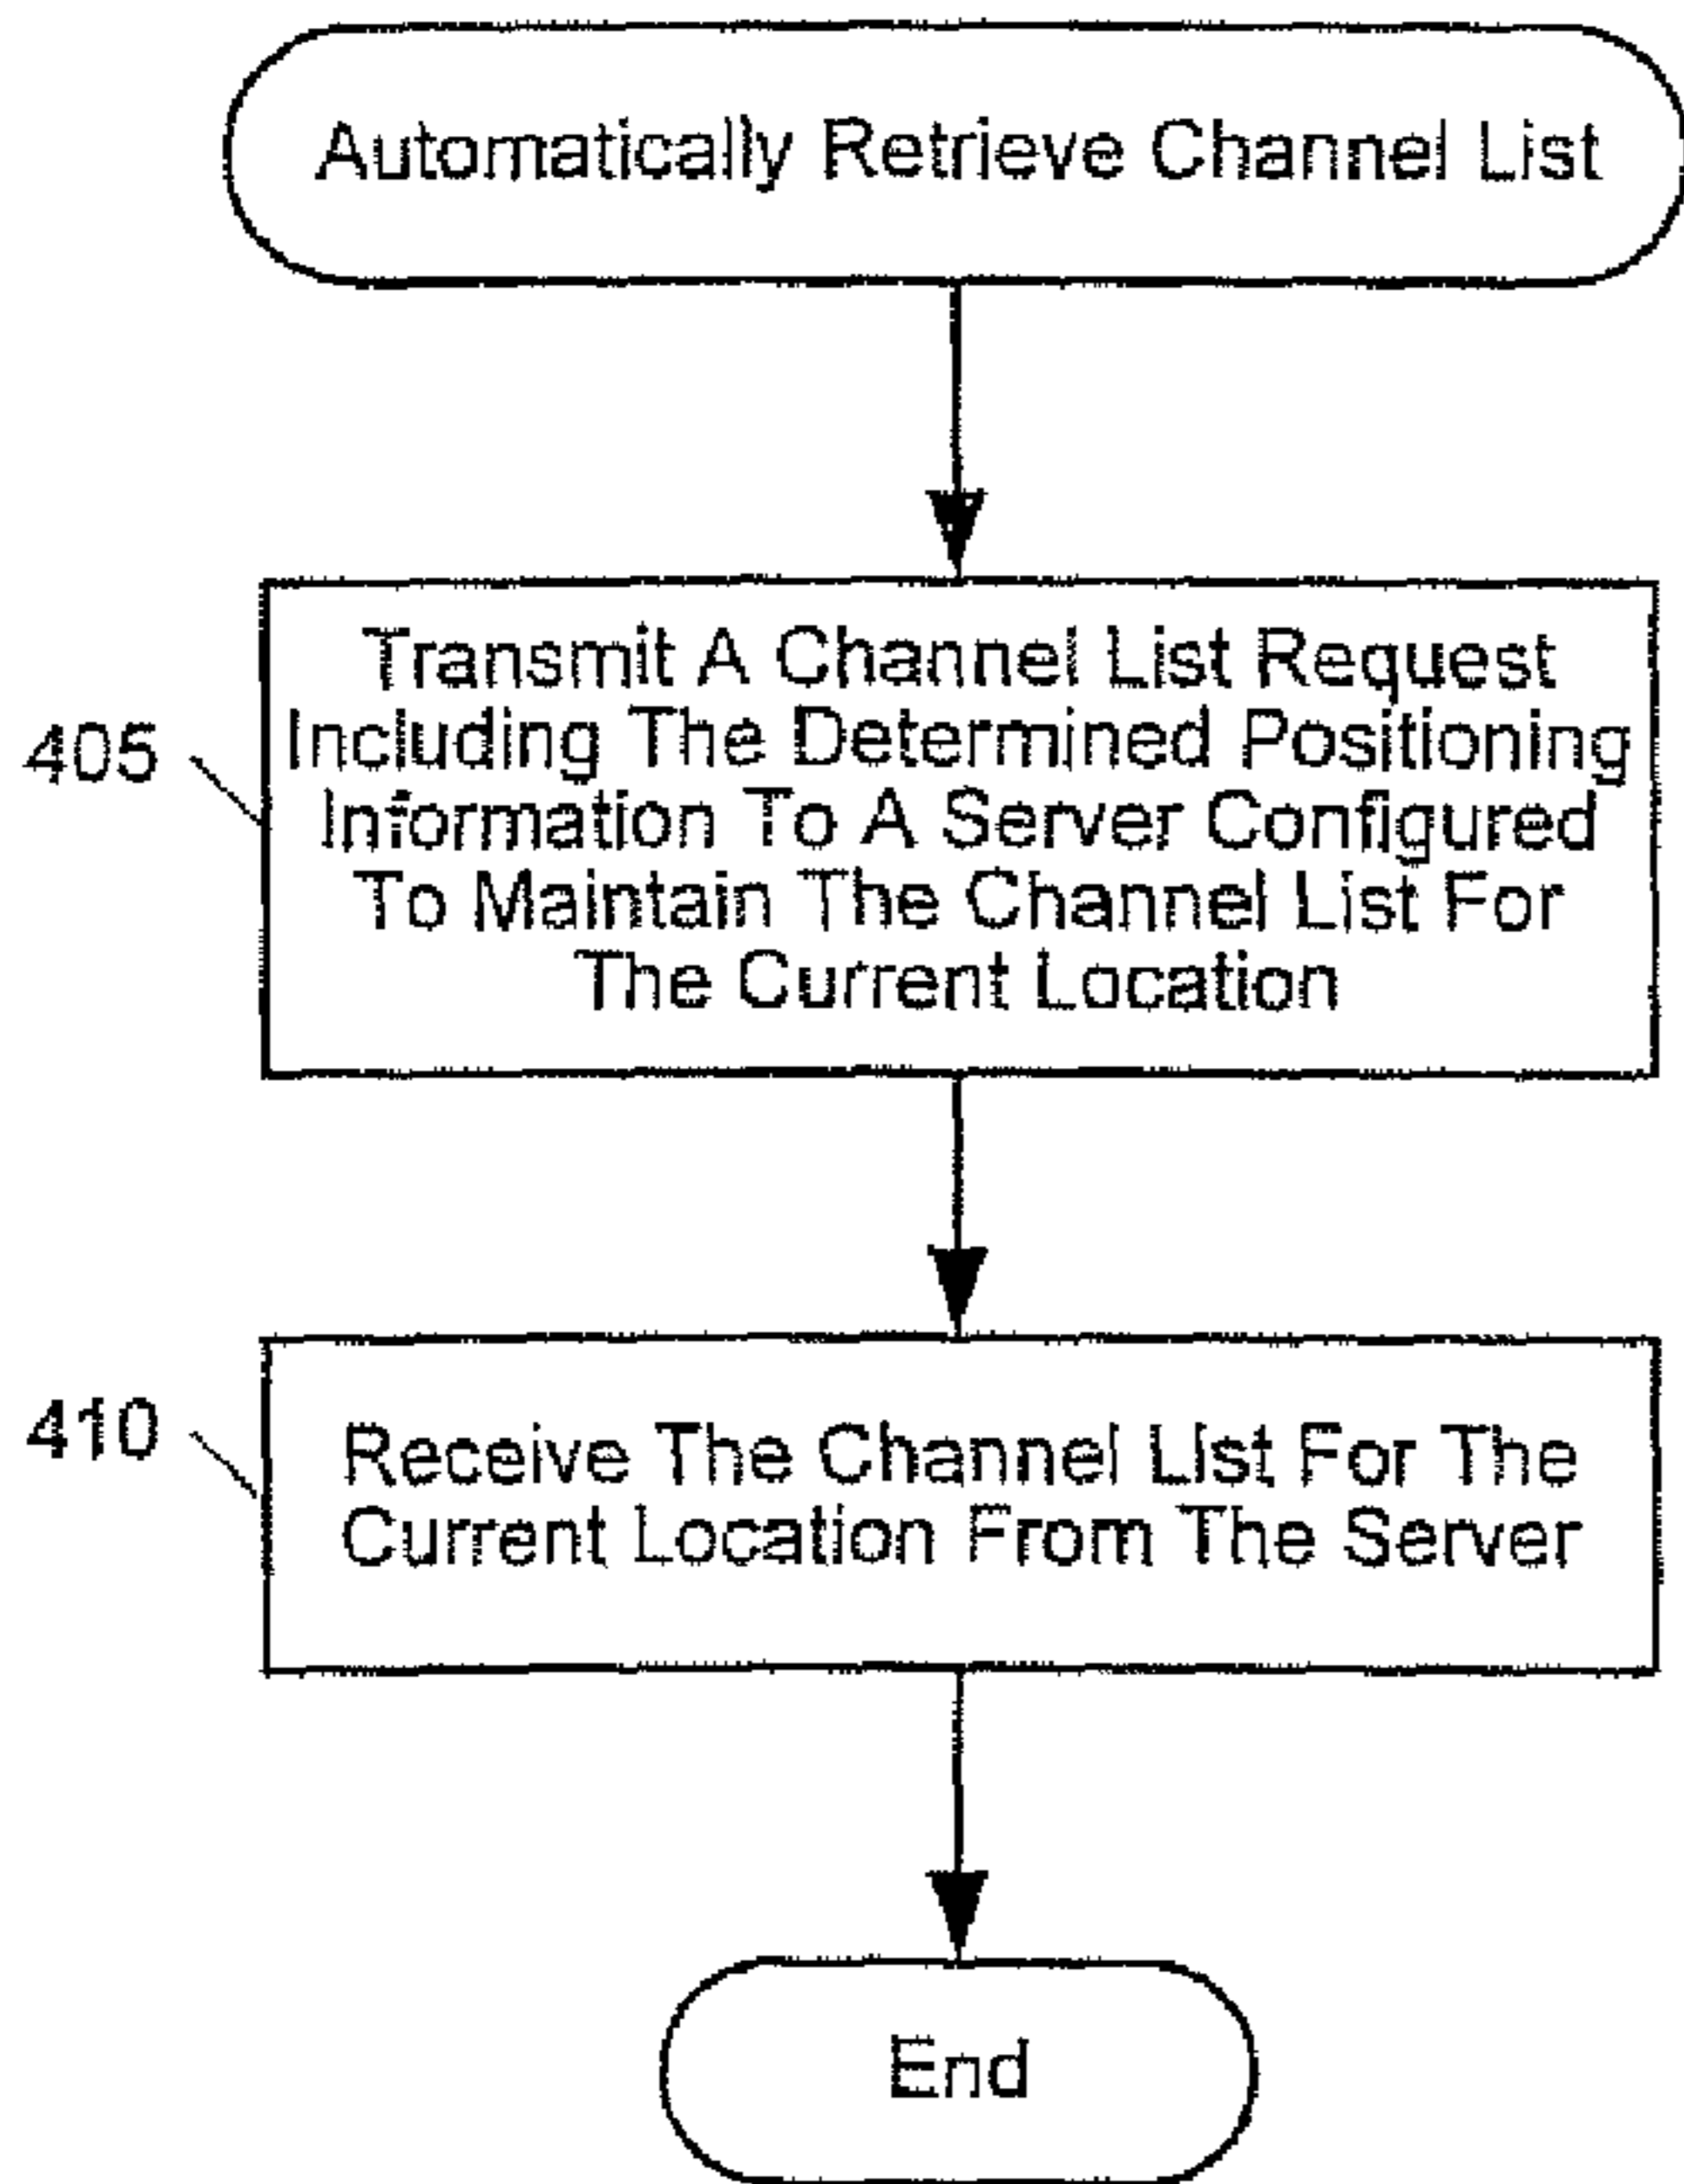 Automatically Retrieve Channel List
405
Transmit A Channel List Request
Including The Determined Positioning
Information To A Server Configured
To Maintain The Channel List For
The Current Location
410
Receive The Channel List For The
Current Location From The Server
End